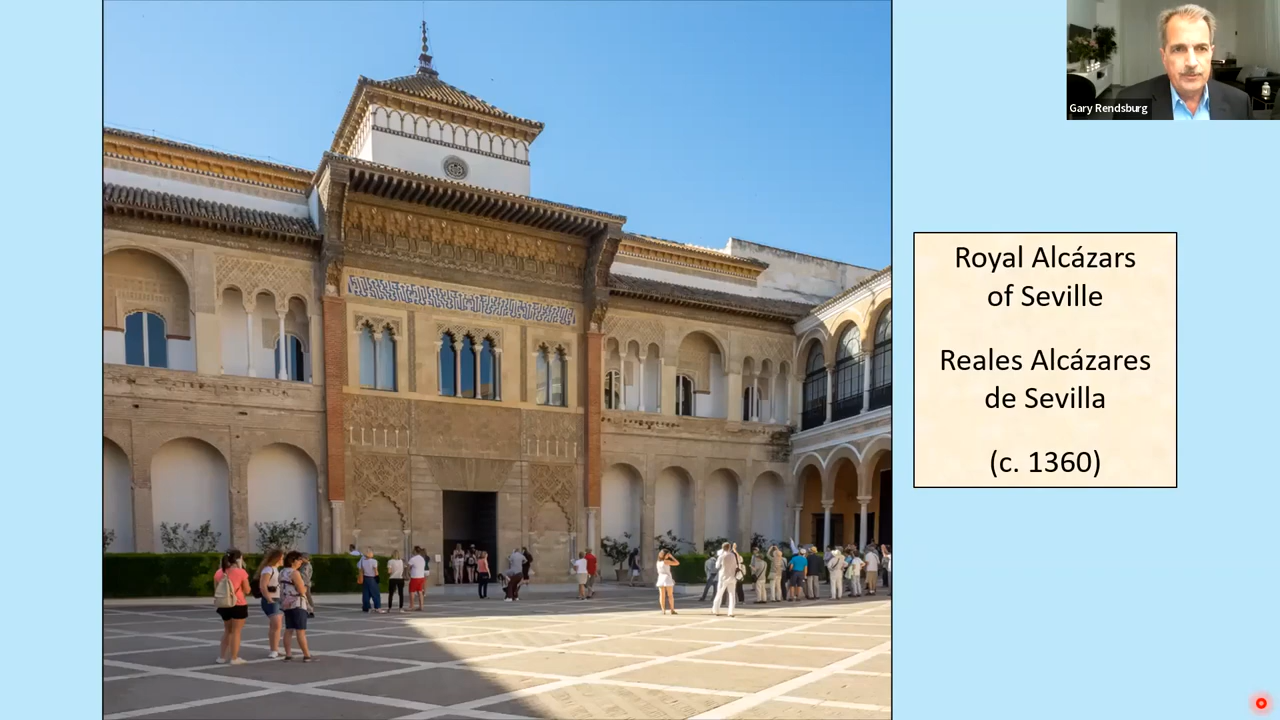 Gary Rendsburg
Royal Alcázars
of Seville
Reales Alcázares
de Sevilla
(c. 1360)